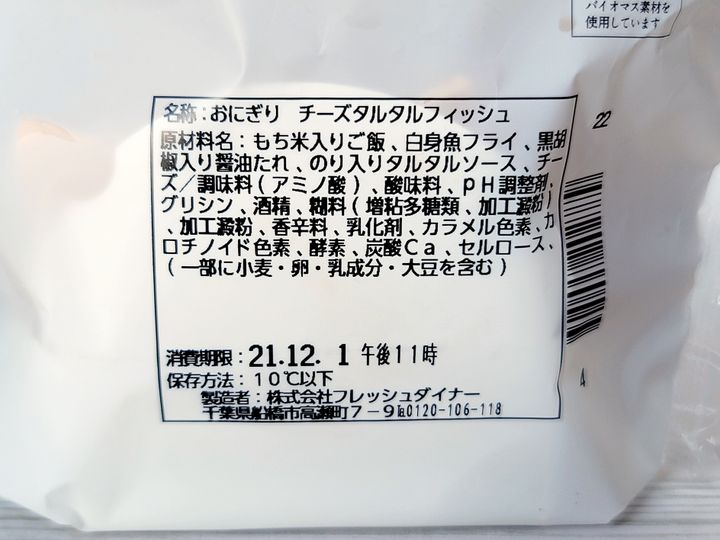 バイオマス素材を
使用しています
名称：おにぎり　チーズタルタルフィッシュ
原材料名：もち米入りご飯、白身魚フライ、黒胡
椒入り醤油たれ、のり入りタルタルソース、チー
ズ／調味料（アミノ酸）、酸味料、ｐＨ調整剤、
グリシン、酒精、糊料（増粘多糖類、加工澱粉）
、加工澱粉、香辛料、乳化剤、カラメル色素、カ
ロチノイド色素、酵素、炭酸Ｃａ、セルロース、
（一部に小麦・卵・乳成分・大豆を含む）
消費期限：21.12. 1 午後11時
保存方法：１０℃以下
製造者：株式会社フレッシュダイナー
千葉県船橋市高瀬町７－９℡0120-106-118
22
4